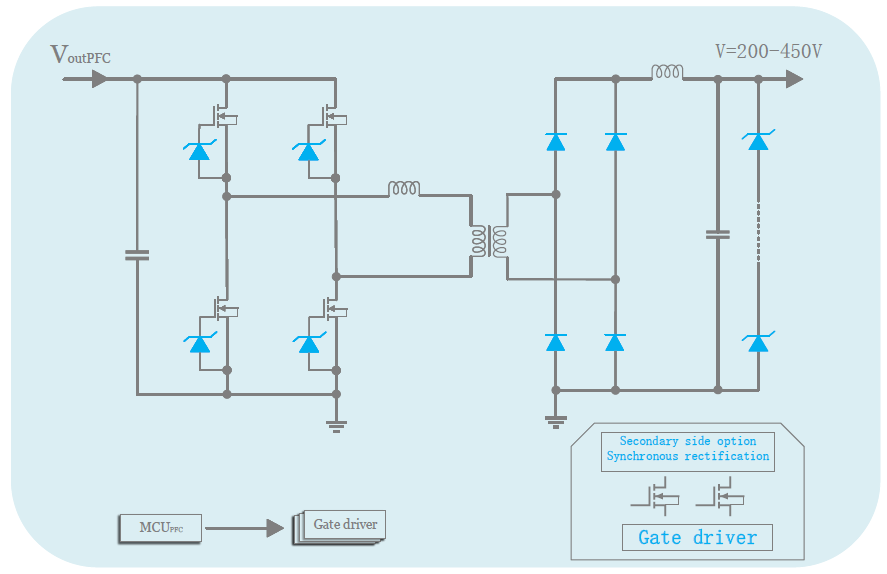 VoutPFC
V=200-450V
Secondary side option
Synchronous rectification
Gate driver
MCUPFC
Gate driver